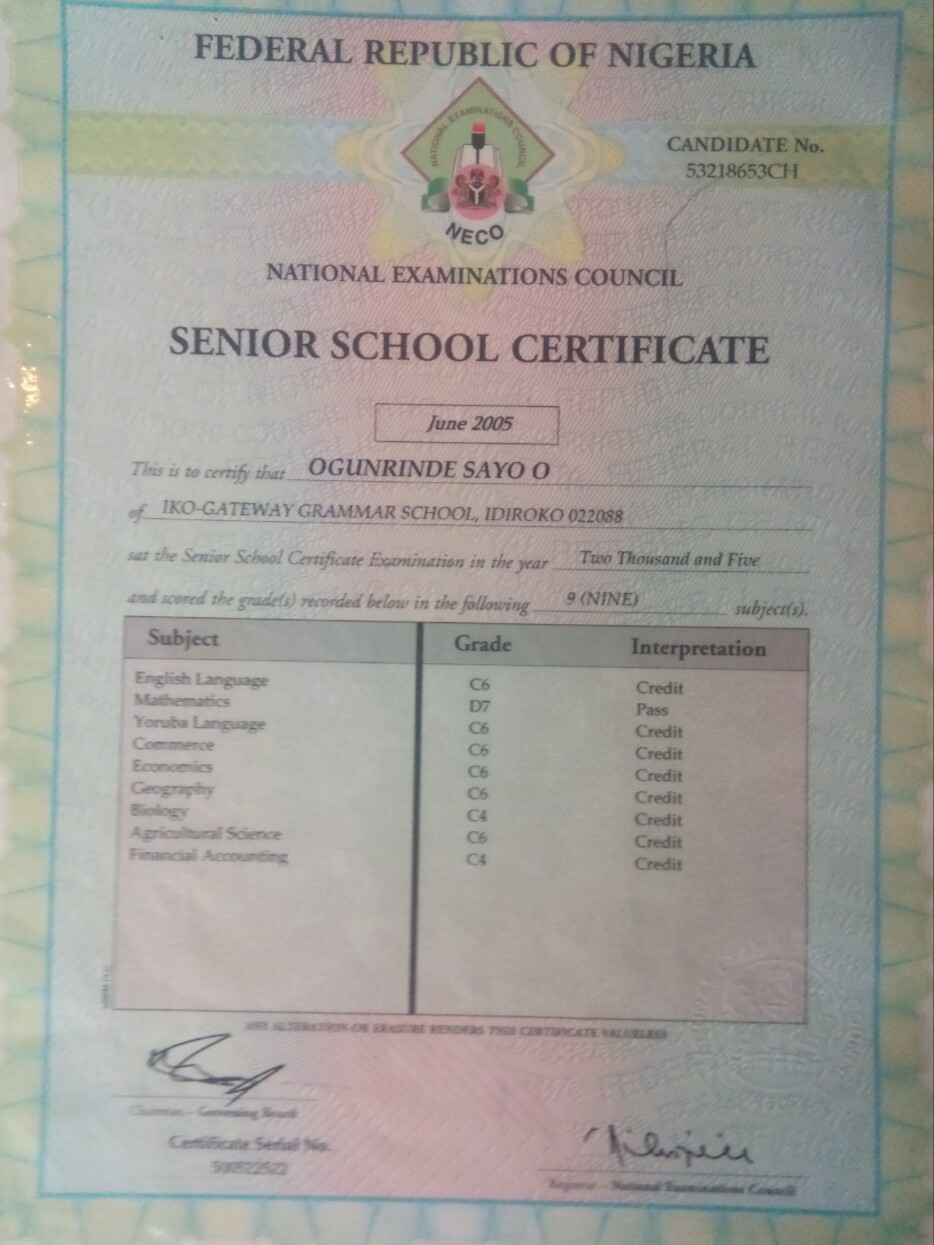 FEDERAL REPUBLIC OF NIGERIA
NATIONAL EXAMINATIONS COUNCIL
NECO
CANDIDATE No.
53218653CH
NATIONAL EXAMINATIONS COUNCIL
SENIOR SCHOOL CERTIFICATE
June 2005
This is to certify that OGUNRINDE SAYO O
of IKO-GATEWAY GRAMMAR SCHOOL, IDIROKO 022088
sat the Senior School Certificate Examination in the year Two Thousand and Five
and scored the grade(s) recorded below in the following 9 (NINE) subject(s).
Subject Grade Interpretation
English Language C6 Credit
Mathematics D7 Pass
Yoruba Language C6 Credit
Commerce C6 Credit
Economics C6 Credit
Geography C6 Credit
Biology C4 Credit
Agricultural Science C6 Credit
Financial Accounting C4 Credit
ANY ALTERATION OR ERASURE RENDERS THIS CERTIFICATE VALUELESS
Chairman - Governing Board
Certificate Serial No.
Registrar - National Examinations Council